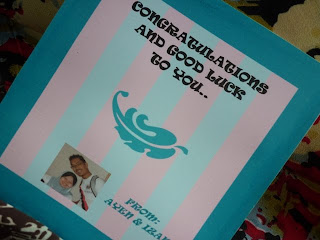 CONGRATULATIONS
AND GOOD LUCK
TO YOU..
FROM:
AYEN &